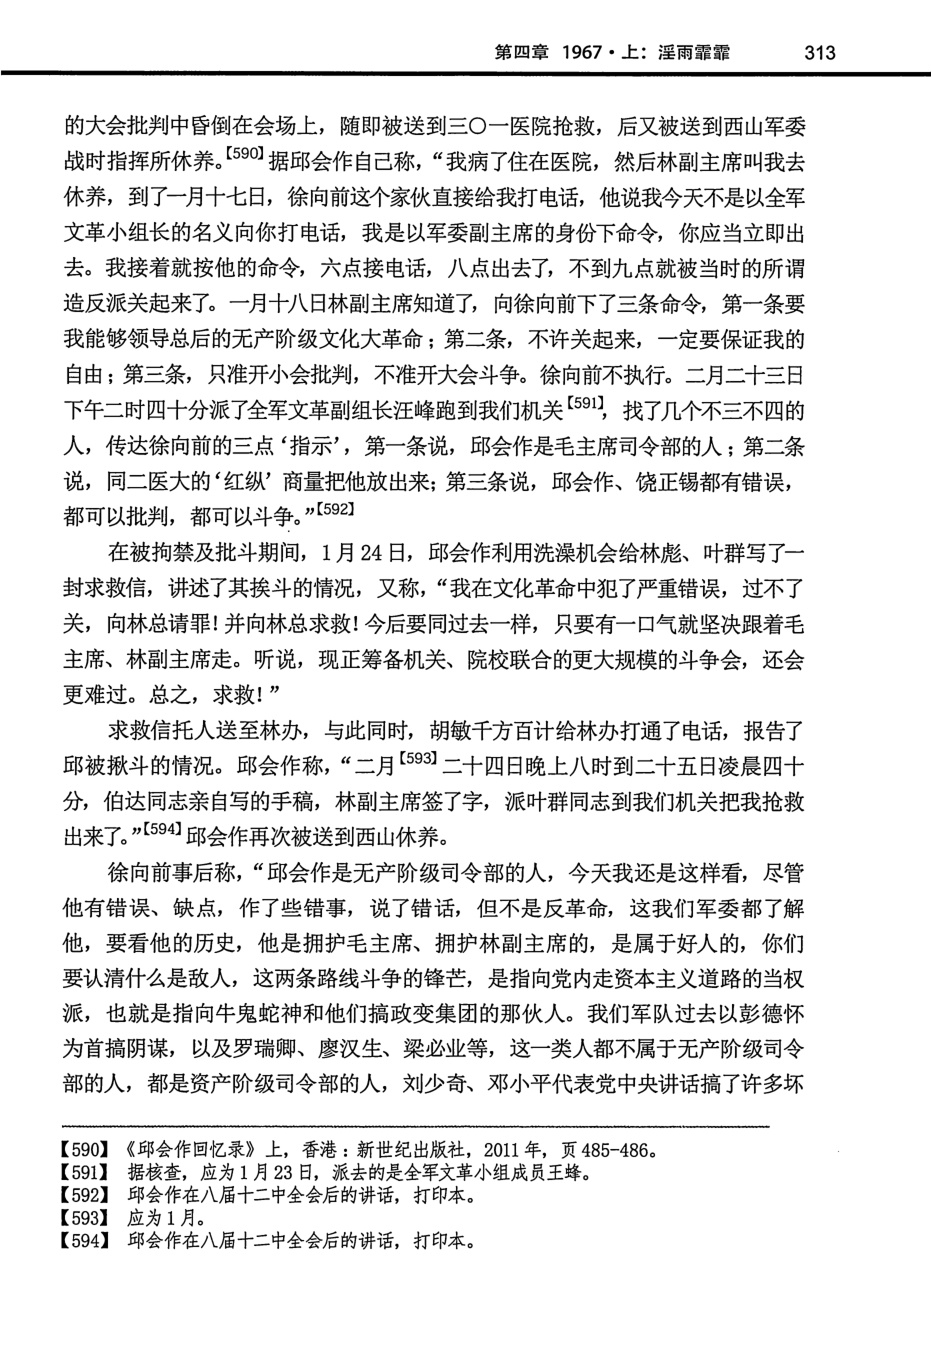 第四章 1967·上：淫雨霏霏 313
的大会批判中昏倒在会场上，随即被送到三〇一医院抢救，后又被送到西山军委
战时指挥所休养。【590】据邱会作自己称，“我病了住在医院，然后林副主席叫我去
休养，到了一月十七日，徐向前这个家伙直接给我打电话，他说我今天不是以全军
文革小组长的名义向你打电话，我是以军委副主席的身份下命令，你应当立即出
去。我接着就按他的命令，六点接电话，八点出去了，不到九点就被当时的所谓
造反派关起来了。一月十八日林副主席知道了，向徐向前下了三条命令，第一条要
我能够领导总后的无产阶级文化大革命；第二条，不许关起来，一定要保证我的
自由；第三条，只准开小会批判，不准开大会斗争。徐向前不执行。二月二十三日
下午二时四十分派了全军文革副组长汪峰跑到我们机关【591】，找了几个不三不四的
人，传达徐向前的三点‘指示’，第一条说，邱会作是毛主席司令部的人；第二条
说，同二医大的‘红纵’商量把他放出来；第三条说，邱会作、饶正锡都有错误，
都可以批判，都可以斗争。”【592】
在被拘禁及批斗期间，1月24日，邱会作利用洗澡机会给林彪、叶群写了一
封求救信，讲述了其挨斗的情况，又称，“我在文化革命中犯了严重错误，过不了
关，向林总请罪！并向林总求救！今后要同过去一样，只要有一口气就坚决跟着毛
主席、林副主席走。听说，现正筹备机关、院校联合的更大规模的斗争会，还会
更难过。总之，求救！”
求救信托人送至林办，与此同时，胡敏千方百计给林办打通了电话，报告了
邱被揪斗的情况。邱会作称，“二月【593】二十四日晚上八时到二十五日凌晨四十
分，伯达同志亲自写的手稿，林副主席签了字，派叶群同志到我们机关把我抢救
出来了。”【594】邱会作再次被送到西山休养。
徐向前事后称，“邱会作是无产阶级司令部的人，今天我还是这样看，尽管
他有错误、缺点，作了些错事，说了错话，但不是反革命，这我们军委都了解
他，要看他的历史，他是拥护毛主席、拥护林副主席的，是属于好人的，你们
要认清什么是敌人，这两条路线斗争的锋芒，是指向党内走资本主义道路的当权
派，也就是指向牛鬼蛇神和他们搞政变集团的那伙人。我们军队过去以彭德怀
为首搞阴谋，以及罗瑞卿、廖汉生、梁必业等，这一类人都不属于无产阶级司令
部的人，都是资产阶级司令部的人，刘少奇、邓小平代表党中央讲话搞了许多坏
【590】《邱会作回忆录》上，香港：新世纪出版社，2011年，页485-486。
【591】 据核查，应为1月23日，派去的是全军文革小组成员王蜂。
【592】 邱会作在八届十二中全会后的讲话，打印本。
【593】 应为1月。
【594】 邱会作在八届十二中全会后的讲话，打印本。